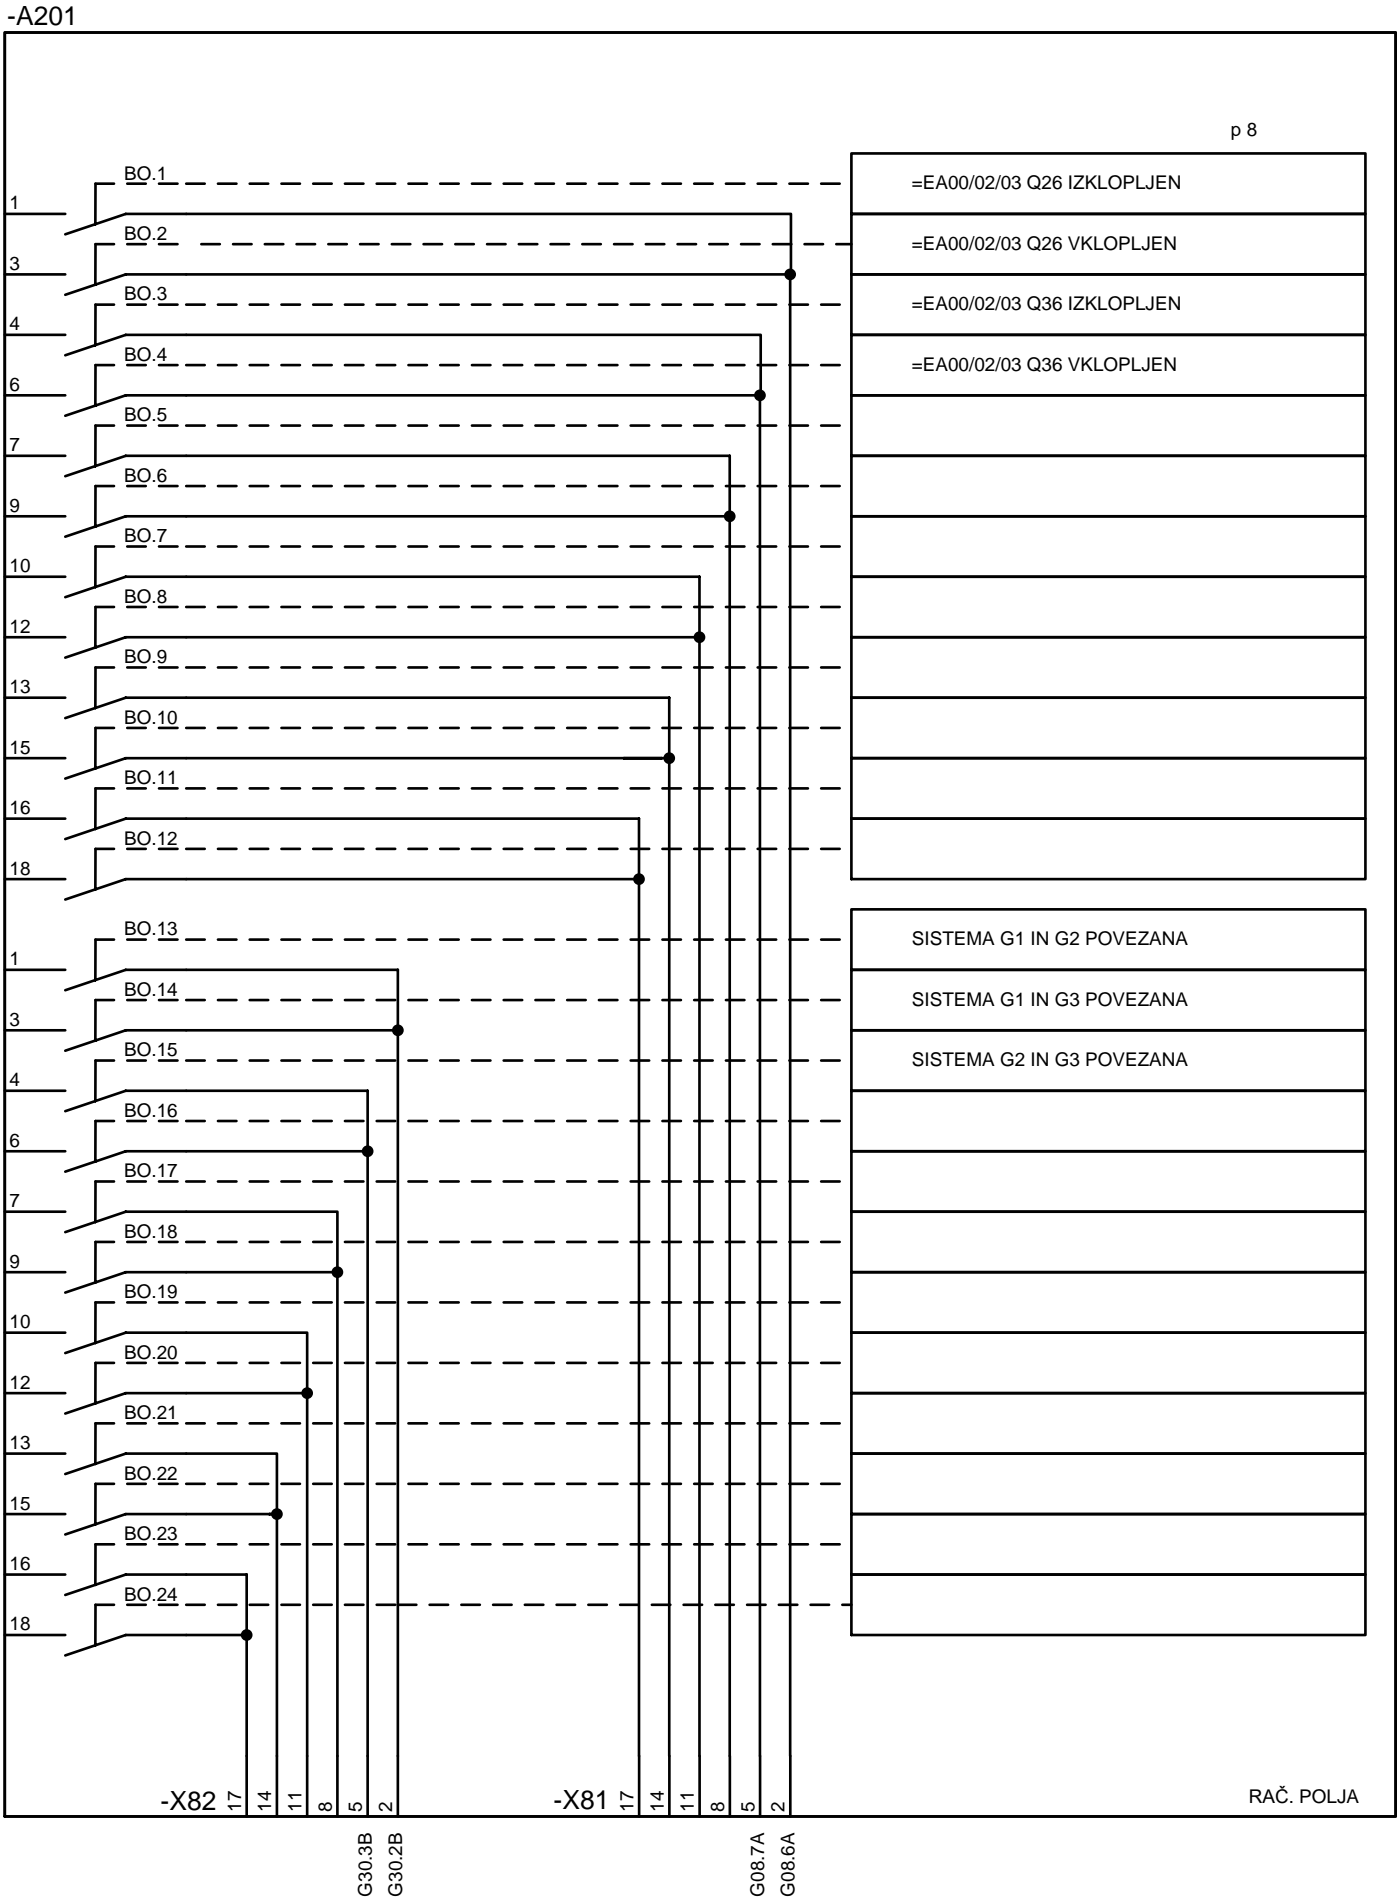 -A201
p 8
BO.1
=EA00/02/03 Q26 IZKLOPLJEN
1
BO.2
=EA00/02/03 Q26 VKLOPLJEN
3
BO.3
=EA00/02/03 Q36 IZKLOPLJEN
4
BO.4
=EA00/02/03 Q36 VKLOPLJEN
6
BO.5
7
BO.6
9
BO.7
10
BO.8
12
BO.9
13
BO.10
15
BO.11
16
BO.12
18
BO.13
SISTEMA G1 IN G2 POVEZANA
1
BO.14
SISTEMA G1 IN G3 POVEZANA
3
BO.15
SISTEMA G2 IN G3 POVEZANA
4
BO.16
6
BO.17
7
BO.18
9
BO.19
10
BO.20
12
BO.21
13
BO.22
15
BO.23
16
BO.24
18
-X82 17 14 11 8 5 2
-X81 17 14 11 8 5 2
RAČ. POLJA
G30.3B
G30.2B
G08.7A
G08.6A